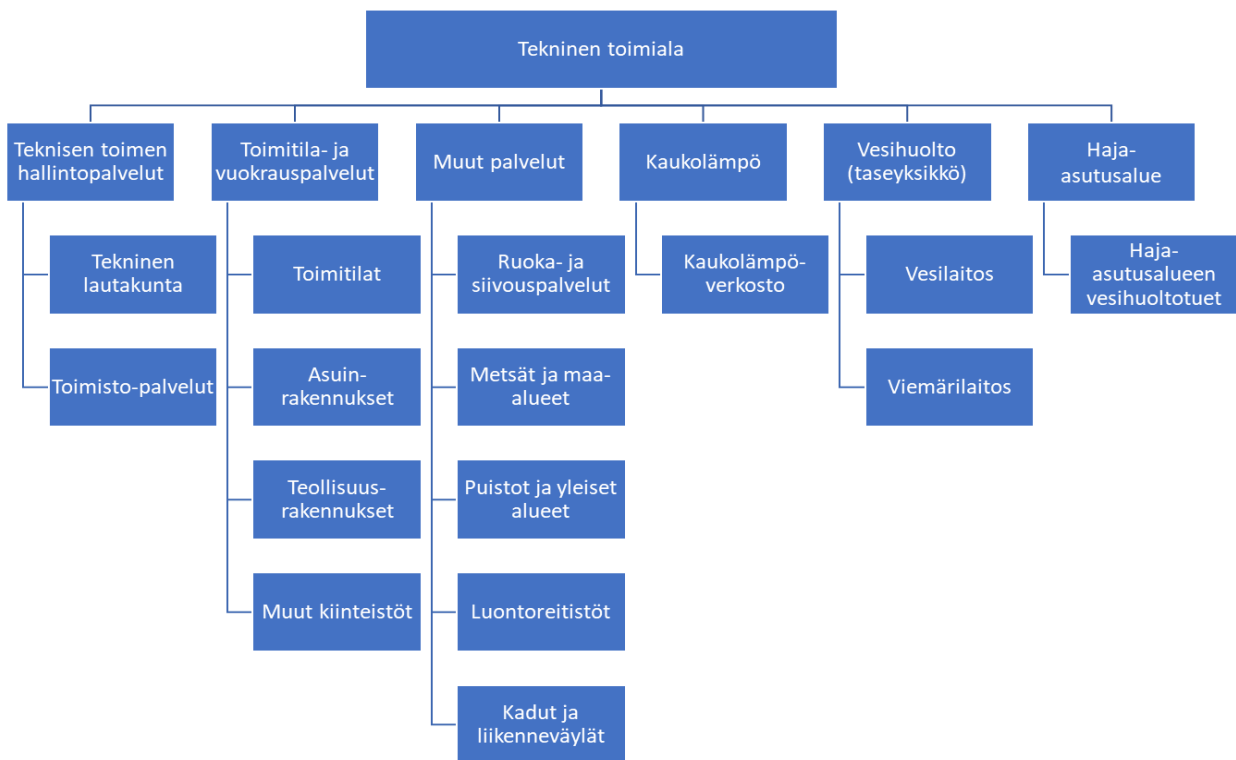 Tekninen toimiala
Teknisen toimen
hallintopalvelut
Toimitila- ja
vuokrauspalvelut
Muut palvelut
Kaukolämpö
Vesihuolto
(taseyksikkö)
Haja-
asutusalue
Tekninen
lautakunta
Toimisto-palvelut
Toimitilat
Asuin-
rakennukset
Teollisuus-
rakennukset
Muut kiinteistöt
Ruoka- ja
siivouspalvelut
Metsät ja maa-
alueet
Puistot ja yleiset
alueet
Luontoreitistöt
Kadut ja
liikenneväylät
Kaukolämpö-
verkosto
Vesilaitos
Viemärilaitos
Haja-
asutusalueen
vesihuoltotuet